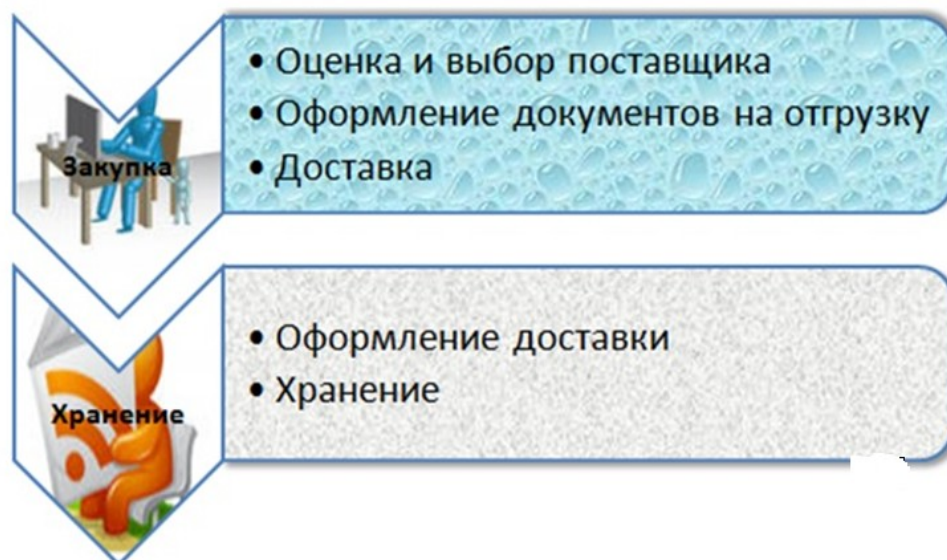 Закупка
• Оценка и выбор поставщика
• Оформление документов на отгрузку
• Доставка
Хранение
• Оформление доставки
• Хранение